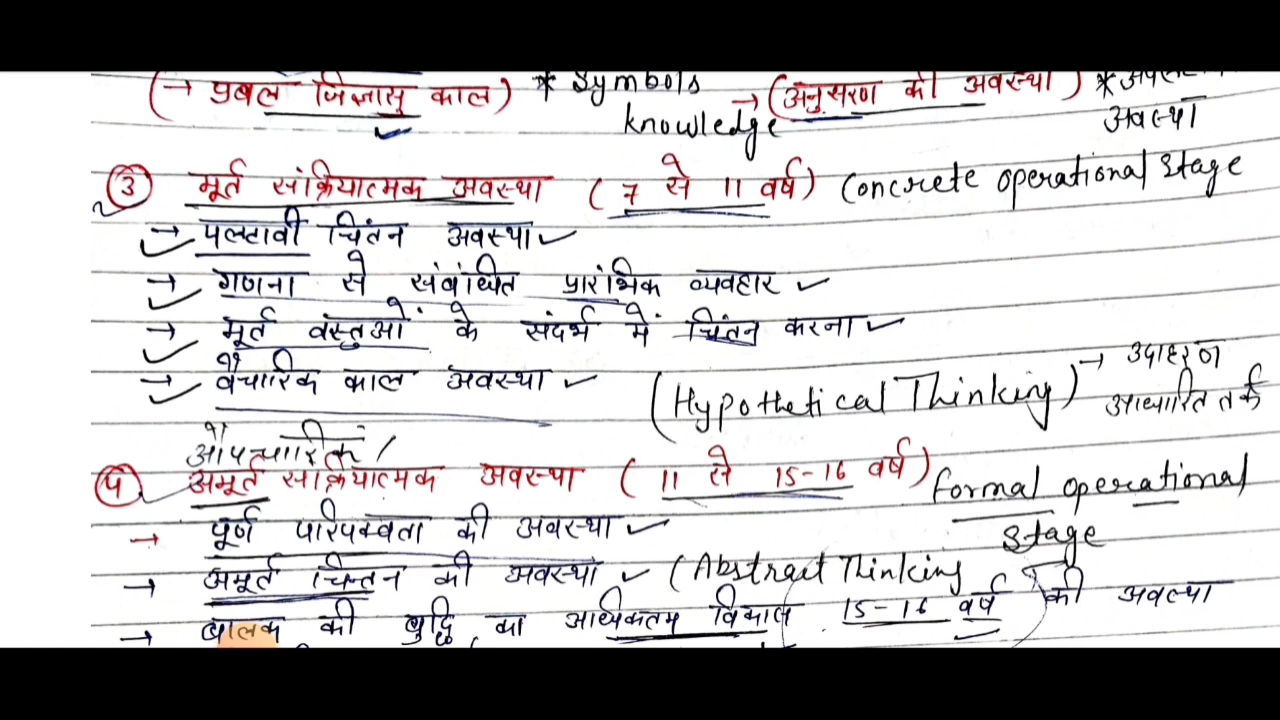 (→ प्रबल जिज्ञासु काल) * Symbols knowledge → (अनुसरण की अवस्था) * अवस्था
③ मूर्त सांक्रियात्मक अवस्था ( 7 से 11 वर्ष) Concrete operational Stage
→ पलटावी चिंतन अवस्था
→ गणना से संबंधित प्रारंभिक व्यवहार
→ मूर्त वस्तुओं के संदर्भ में चिंतन करना
→ वैचारिक काल अवस्था (Hypothetical Thinking) → उदाहरण आधारित तर्क
औपचारिक /
④ अमूर्त सांक्रियात्मक अवस्था ( 11 से 15-16 वर्ष) formal operational Stage
→ पूर्ण परिपक्वता की अवस्था
→ अमूर्त चिन्तन की अवस्था (Abstract Thinking) की अवस्था
→ बालक की बुद्धि का अधिकतम विकास 15-16 वर्ष